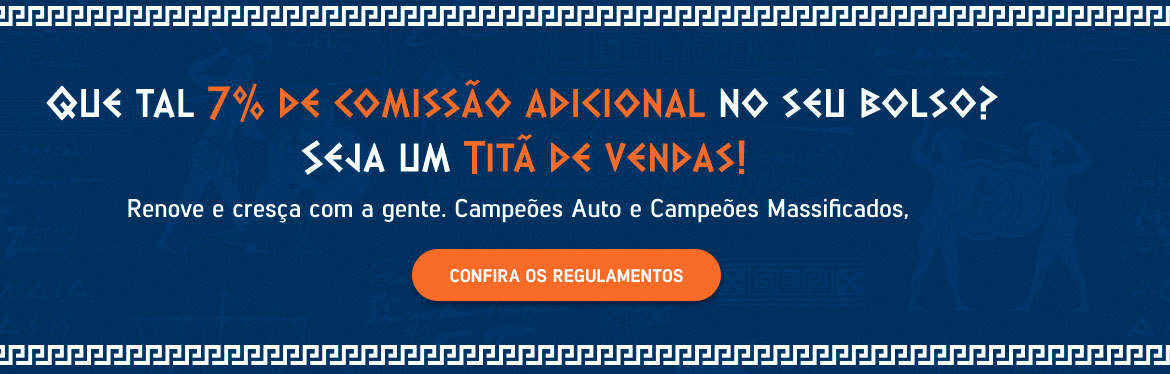 Que tal 7% de comissão adicional no seu bolso?
Seja um Titã de vendas!
Renove e cresça com a gente. Campeões Auto e Campeões Massificados,
CONFIRA OS REGULAMENTOS